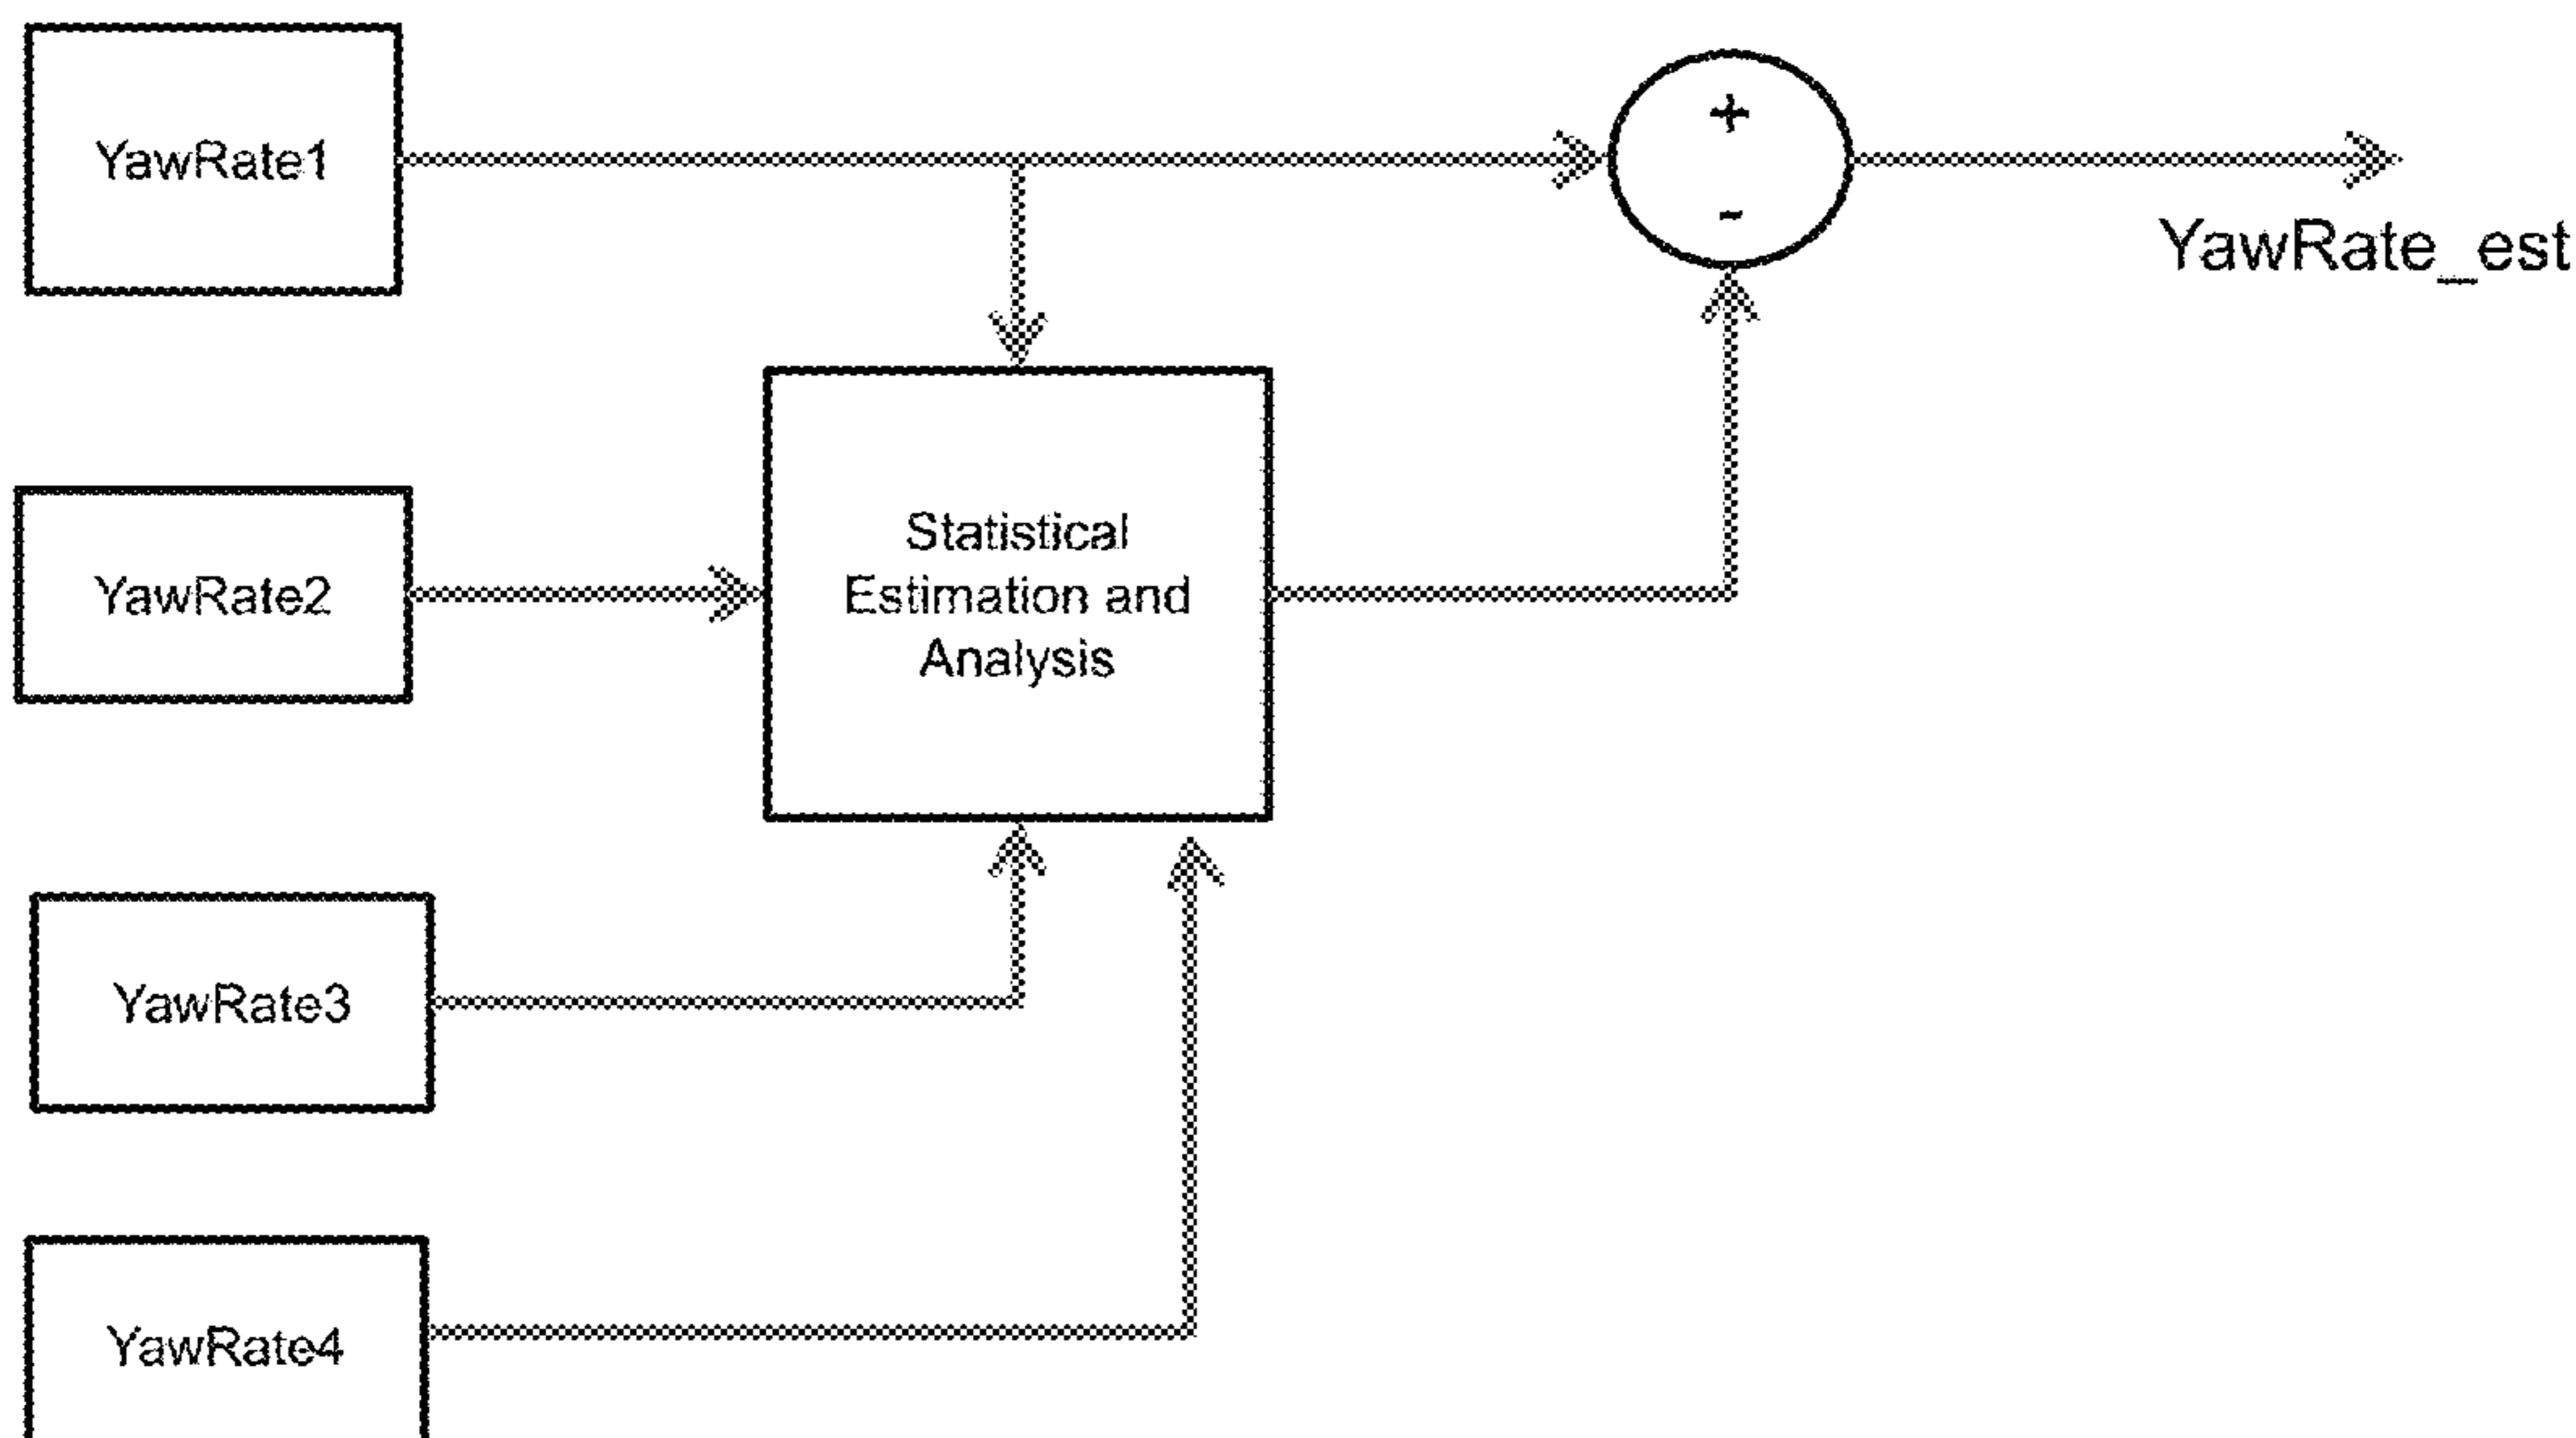 YawRate1
+
-
YawRate_est
YawRate2
Statistical
Estimation and
Analysis
YawRate3
YawRate4